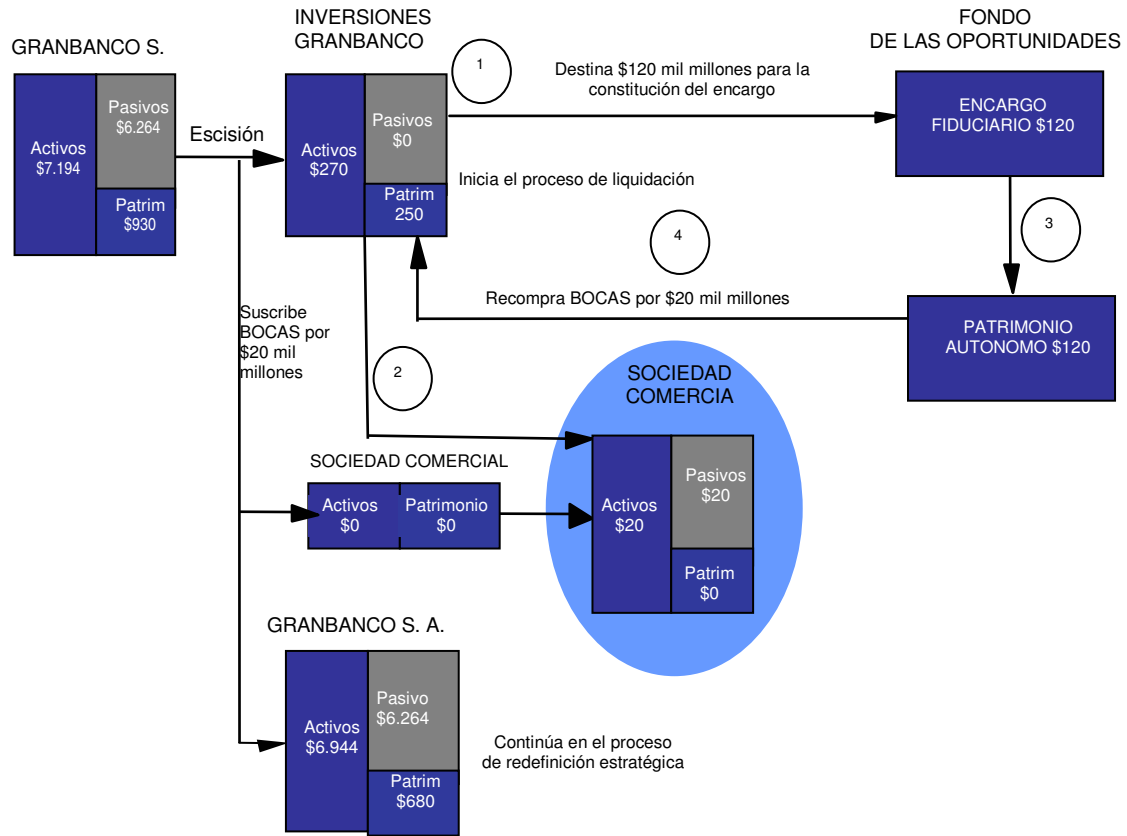 GRANBANCO S.
Activos
$7.194
Pasivos
$6.264
Patrim
$930
Escisión
INVERSIONES
GRANBANCO
Activos
$270
Pasivos
$0
Patrim
250
1
Destina $120 mil millones para la
constitución del encargo
Inicia el proceso de liquidación
FONDO
DE LAS OPORTUNIDADES
ENCARGO
FIDUCIARIO $120
3
4
Recompra BOCAS por $20 mil millones
PATRIMONIO
AUTONOMO $120
Suscribe
BOCAS por
$20 mil
millones
2
SOCIEDAD
COMERCIA
Activos
$20
Pasivos
$20
Patrim
$0
SOCIEDAD COMERCIAL
Activos
$0
Patrimonio
$0
GRANBANCO S. A.
Activos
$6.944
Pasivo
$6.264
Patrim
$680
Continúa en el proceso
de redefinición estratégica